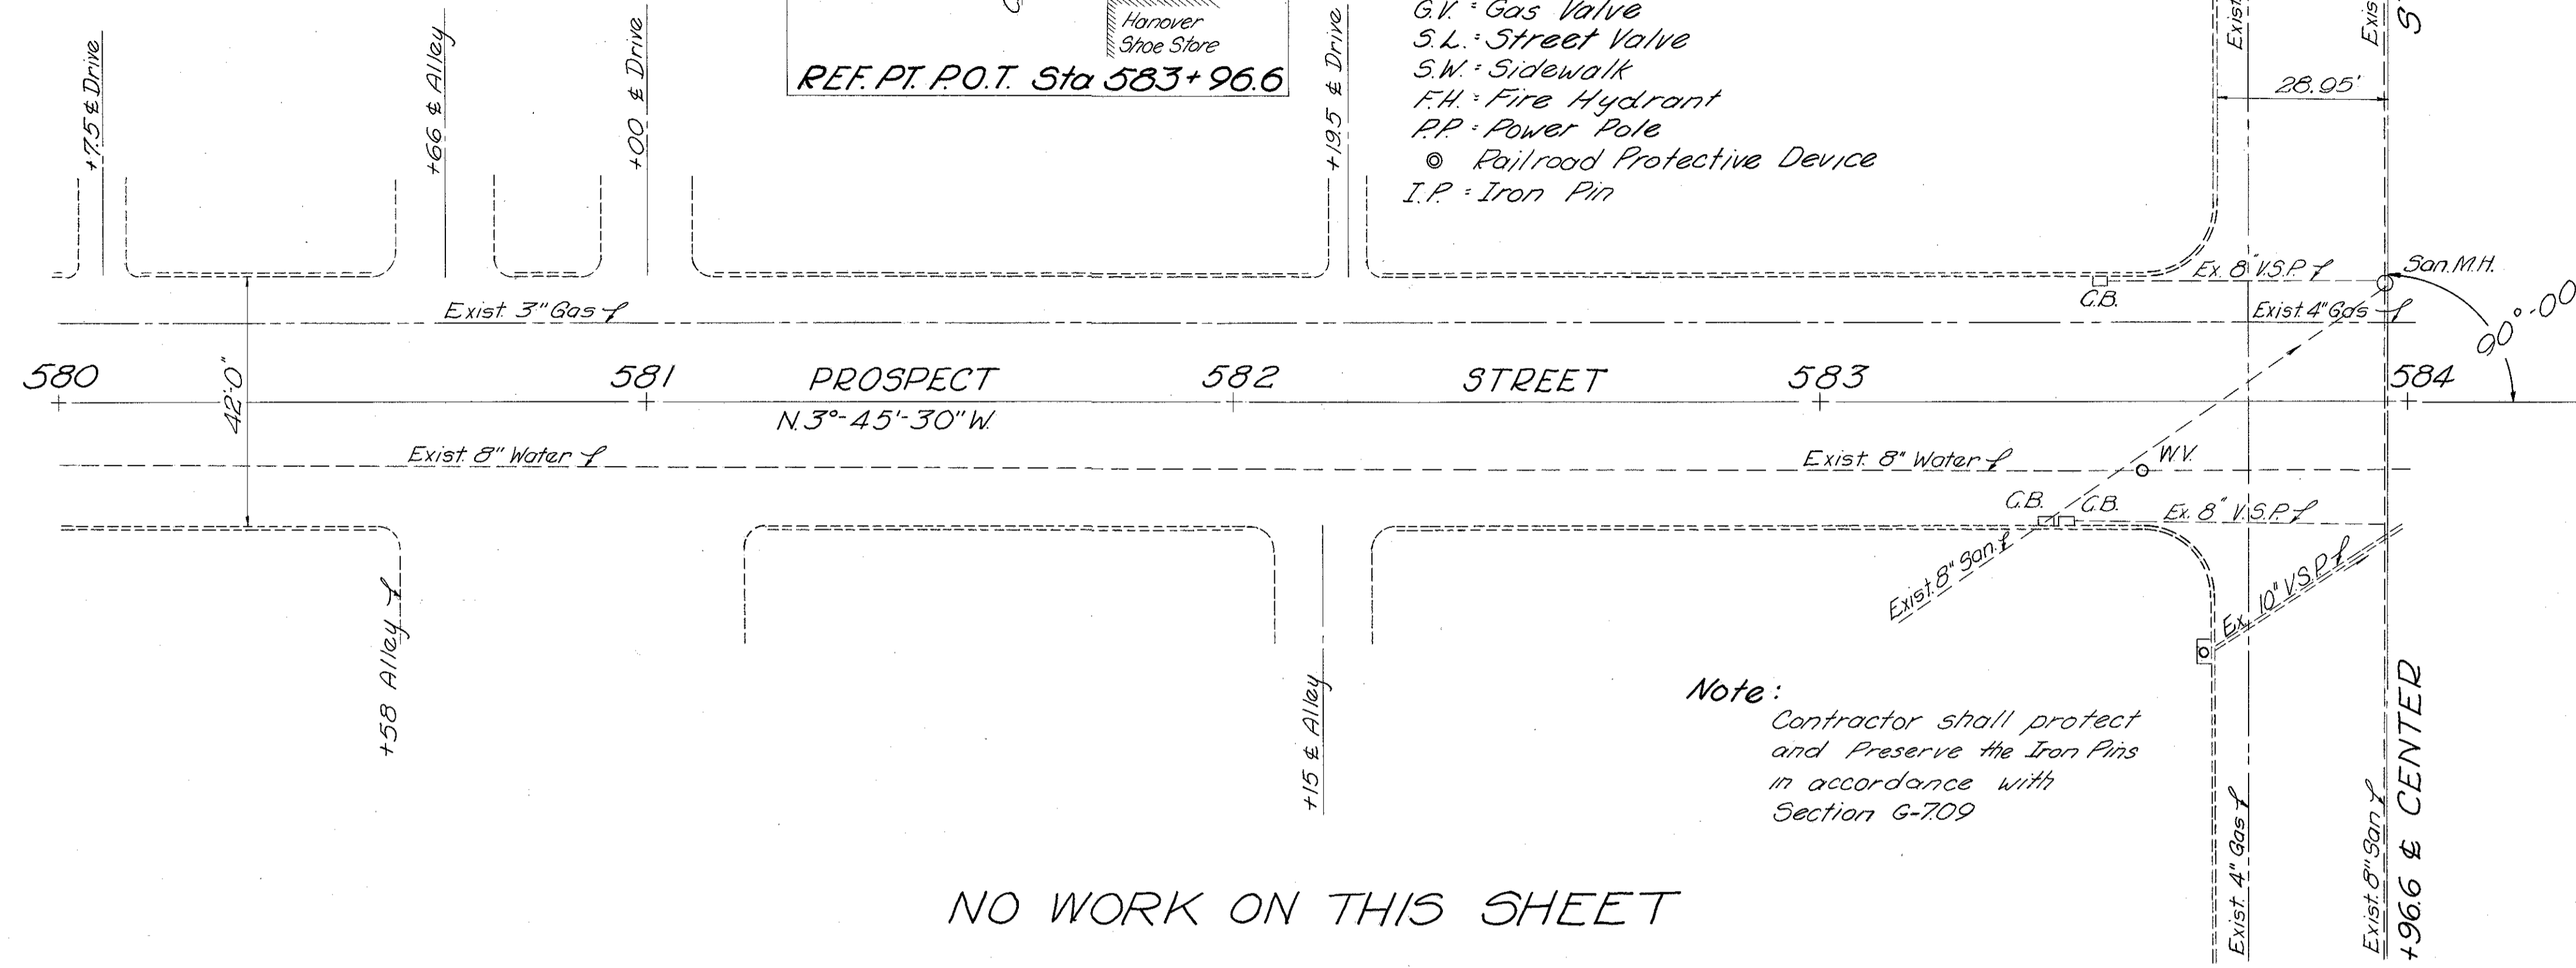 Hanover
Shoe Store
REF. PT. P.O.T. Sta 583+96.6
G.V. = Gas Valve
S.L. = Street Valve
S.W. = Sidewalk
F.H. = Fire Hydrant
P.P. = Power Pole
Railroad Protective Device
I.P. = Iron Pin
+75 ℄ Drive
+66 ℄ Alley
+00 ℄ Drive
+19.5 ℄ Drive
Exist
Exis
28.95'
Ex. 8" V.S.P.
San. M.H.
C.B.
Exist. 3" Gas
Exist. 4" Gas
90°-00
580
581
PROSPECT
582
STREET
583
584
42'-0"
N. 3°-45'-30" W.
Exist. 8" Water
Exist. 8" Water
W.V.
C.B.
C.B.
Ex. 8" V.S.P.
Exist. 8" San.
Ex. 10" V.S.P.
+58 Alley
+15 ℄ Alley
Note:
Contractor shall protect
and Preserve the Iron Pins
in accordance with
Section G-7.09
Exist. 4" Gas
Exist. 8" San
+96.6 ℄ CENTER
NO WORK ON THIS SHEET